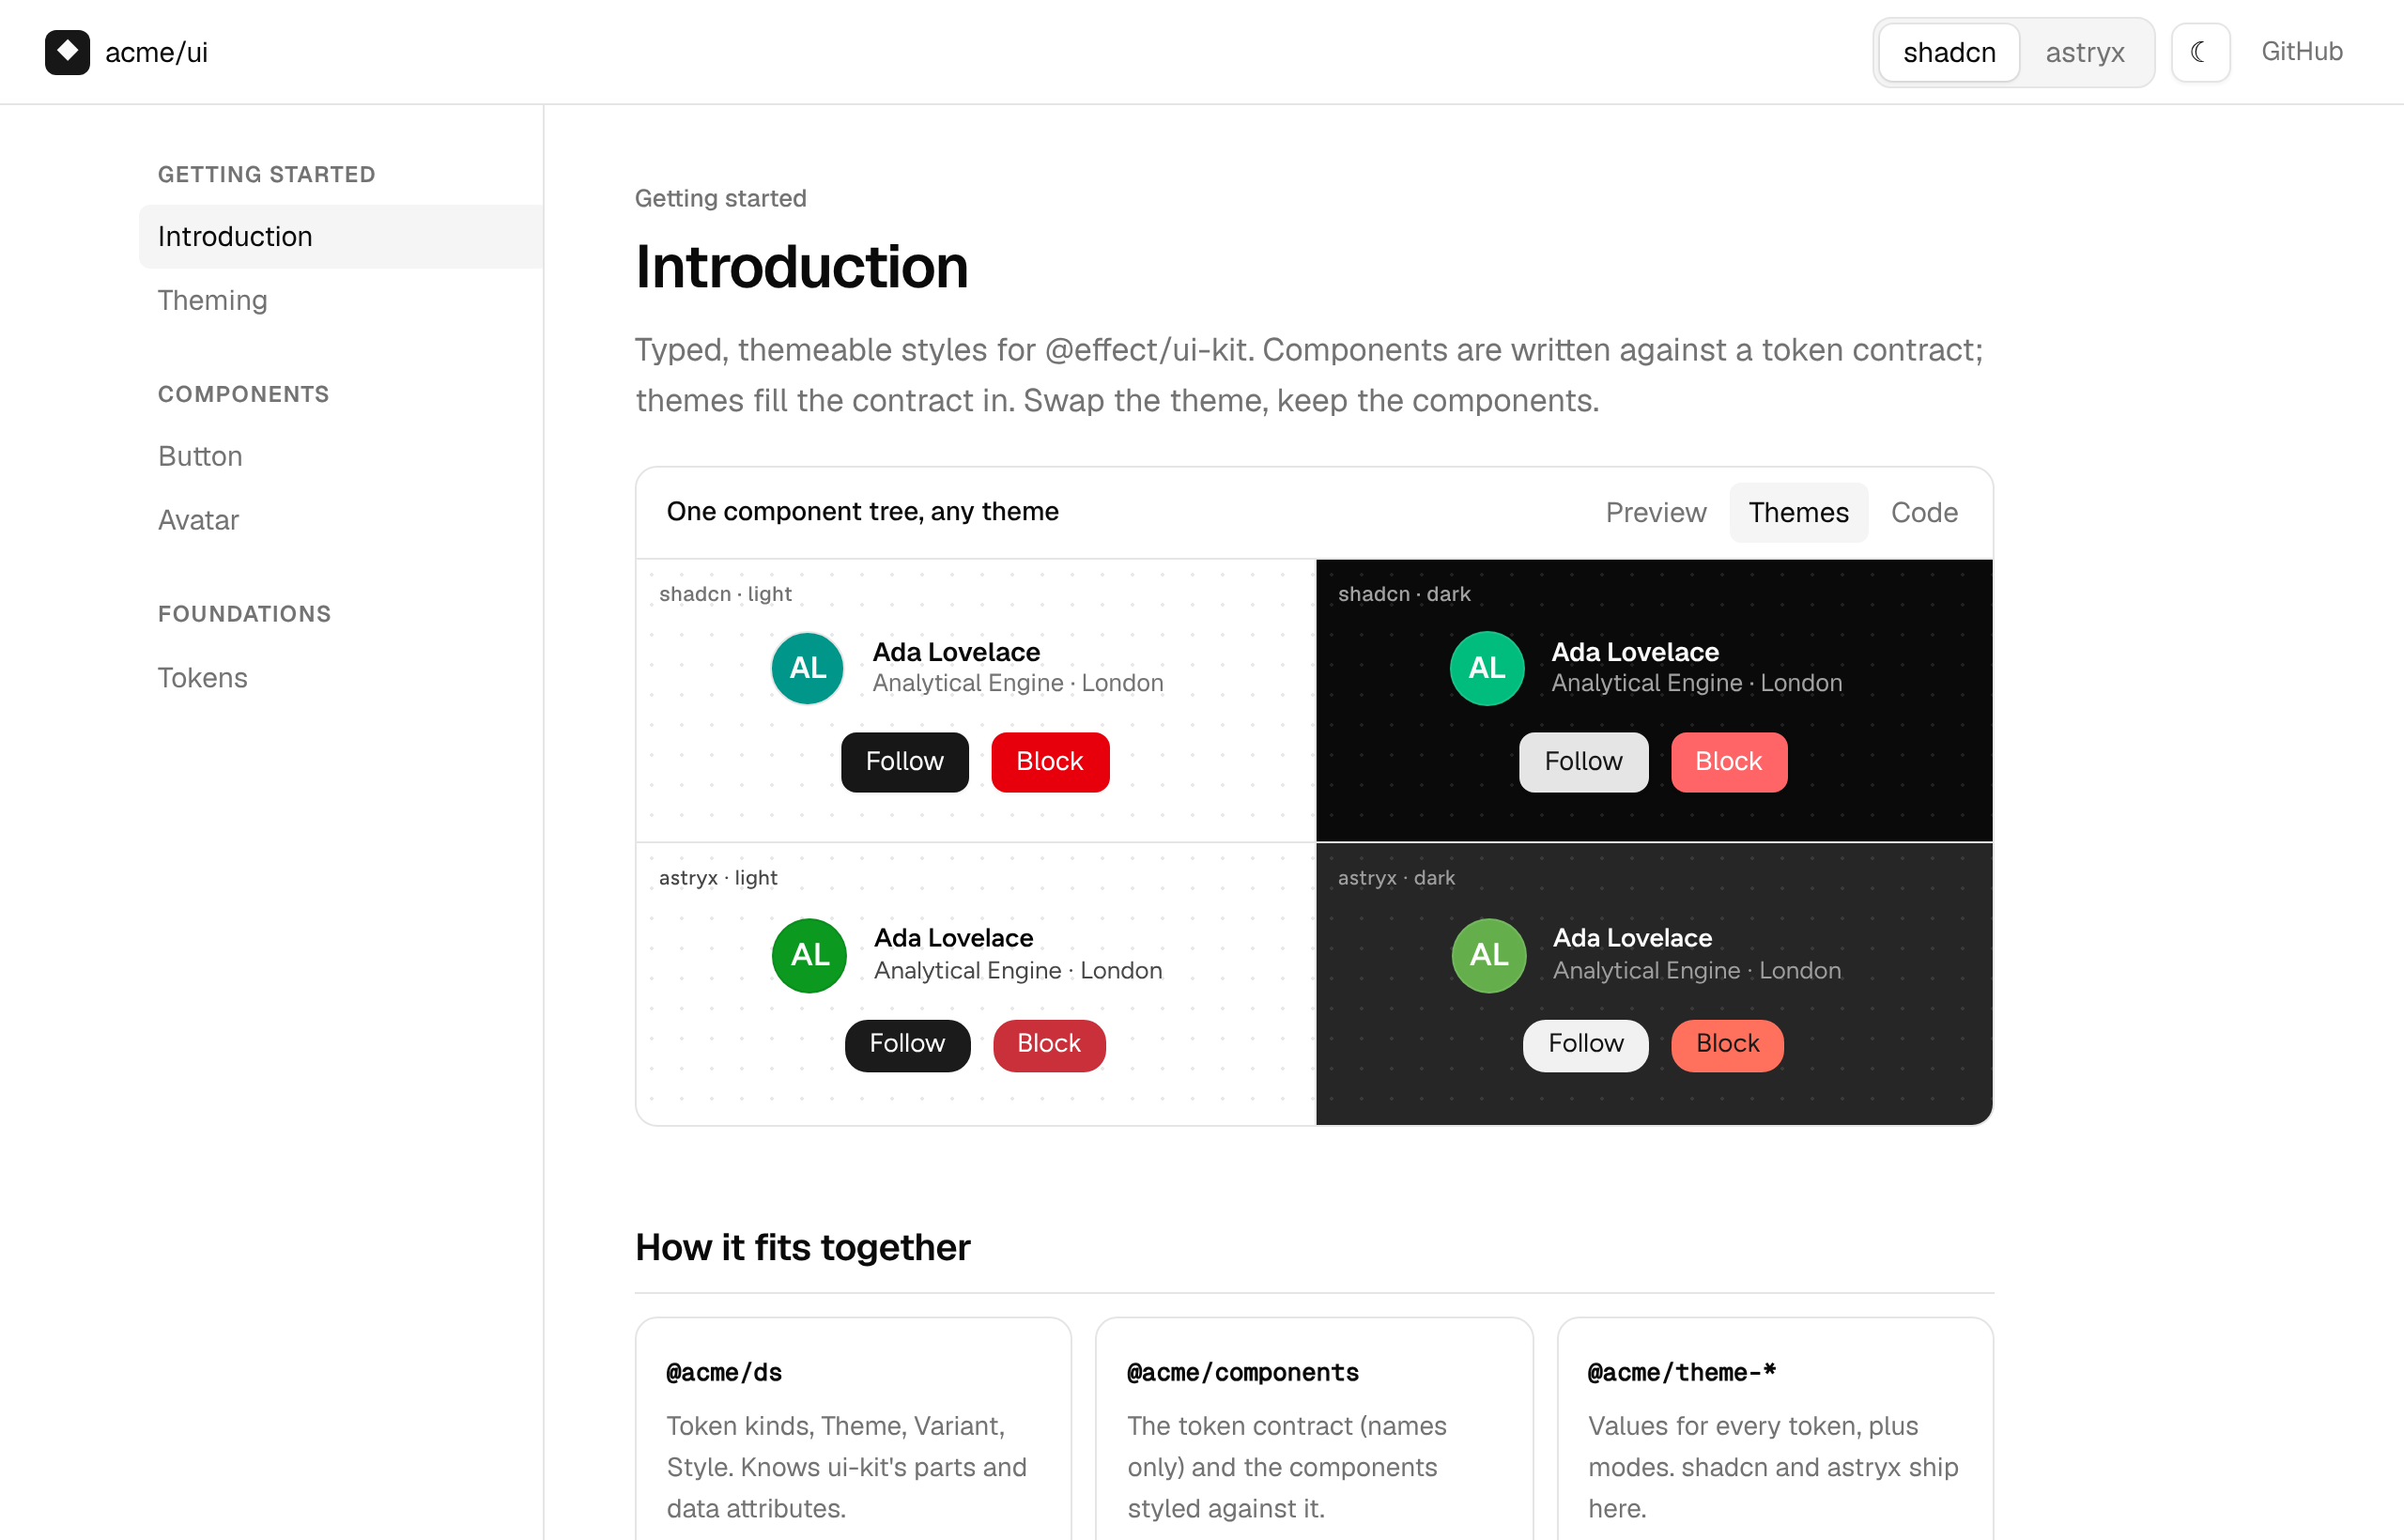 acme/ui
shadcn
astryx
GitHub
GETTING STARTED
Introduction
Theming
COMPONENTS
Button
Avatar
FOUNDATIONS
Tokens
Getting started
Introduction
Typed, themeable styles for @effect/ui-kit. Components are written against a token contract;
themes fill the contract in. Swap the theme, keep the components.
One component tree, any theme
Preview
Themes
Code
shadcn · light
AL
Ada Lovelace
Analytical Engine · London
Follow
Block
shadcn · dark
AL
Ada Lovelace
Analytical Engine · London
Follow
Block
astryx · light
AL
Ada Lovelace
Analytical Engine · London
Follow
Block
astryx · dark
AL
Ada Lovelace
Analytical Engine · London
Follow
Block
How it fits together
@acme/ds
Token kinds, Theme, Variant,
Style. Knows ui-kit's parts and
data attributes.
@acme/components
The token contract (names
only) and the components
styled against it.
@acme/theme-*
Values for every token, plus
modes. shadcn and astryx ship
here.